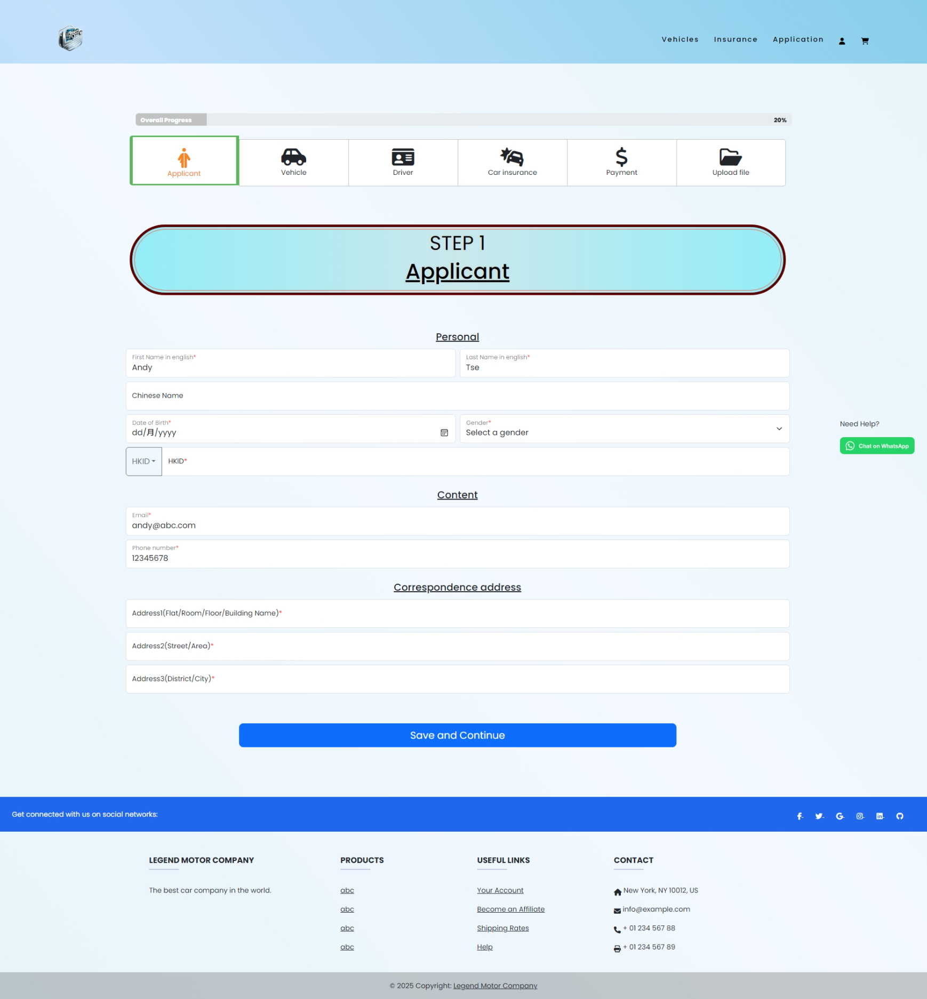 Vehicles Insurance Application
Overall Progress 20%
Applicant Vehicle Driver Car insurance Payment Upload file
STEP 1
Applicant
Personal
First Name in english* Last Name in english*
Andy Tse
Chinese Name
Date of Birth* Gender*
dd/月/yyyy Select a gender
Need Help?
Chat on WhatsApp
HKID HKID*
Content
Email*
andy@abc.com
Phone number*
12345678
Correspondence address
Address1(Flat/Room/Floor/Building Name)*
Address2(Street/Area)*
Address3(District/City)*
Save and Continue
Get connected with us on social networks:
LEGEND MOTOR COMPANY PRODUCTS USEFUL LINKS CONTACT
The best car company in the world. abc Your Account New York, NY 10012, US
abc Become an Affiliate info@example.com
abc Shipping Rates + 01 234 567 88
abc Help + 01 234 567 89
© 2025 Copyright: Legend Motor Company